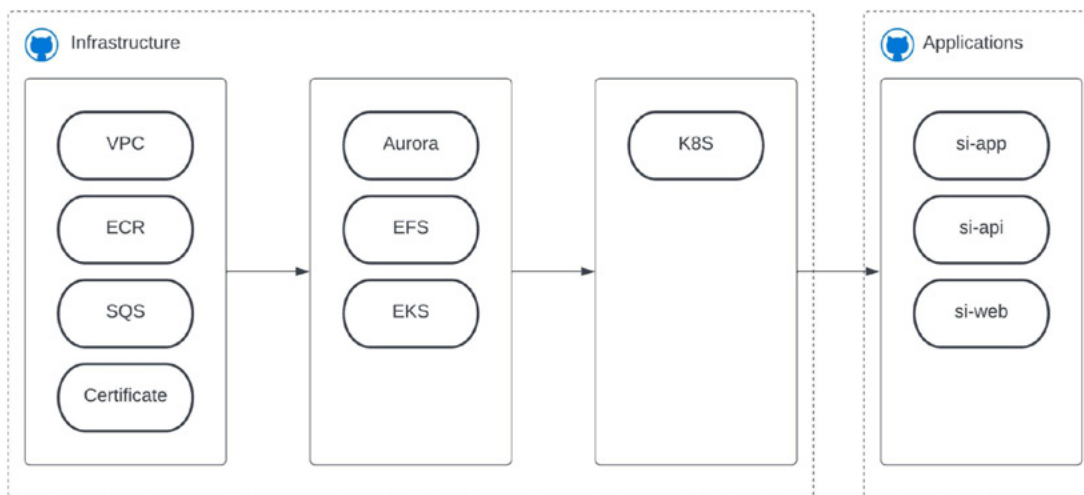 Infrastructure
VPC
ECR
SQS
Certificate
Aurora
EFS
EKS
K8S
Applications
si-app
si-api
si-web